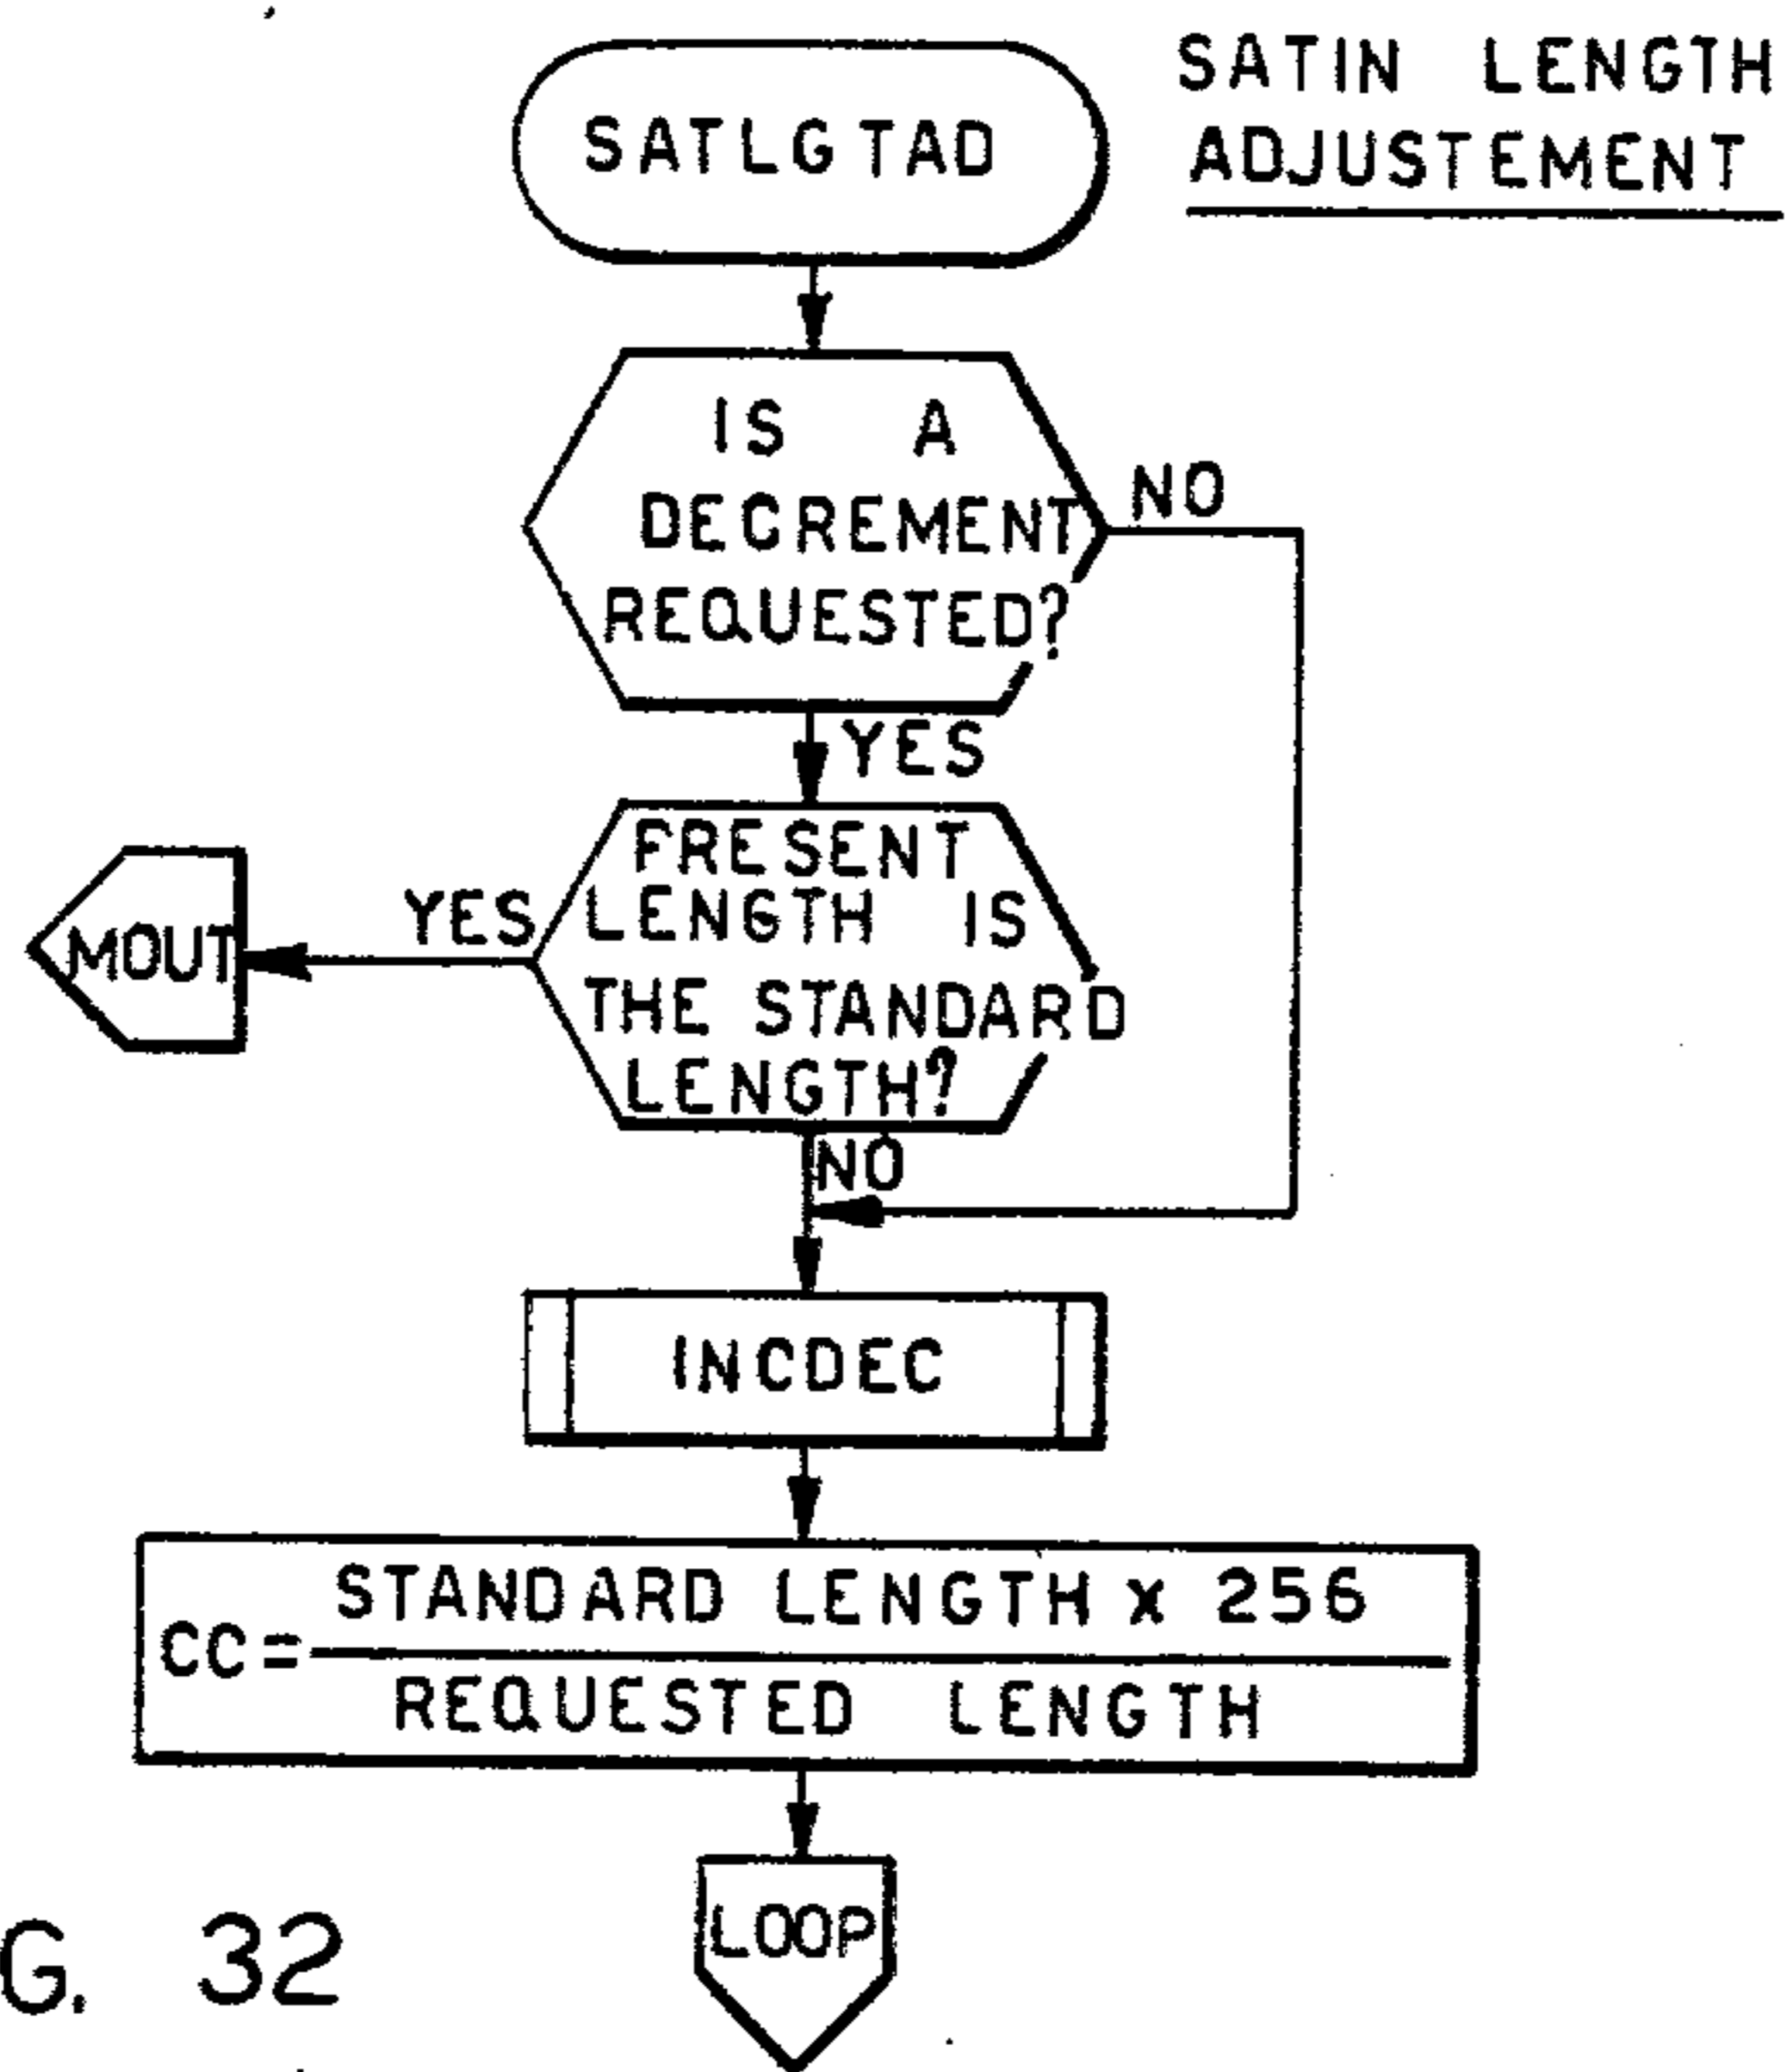 SATIN LENGTH
ADJUSTEMENT
SATLGTAD
IS A
DECREMENT
REQUESTED?
NO
YES
PRESENT
LENGTH IS
THE STANDARD
LENGTH?
YES
MOUT
NO
INCDEC
STANDARD LENGTH x 256
CC=
REQUESTED LENGTH
LOOP
G. 32